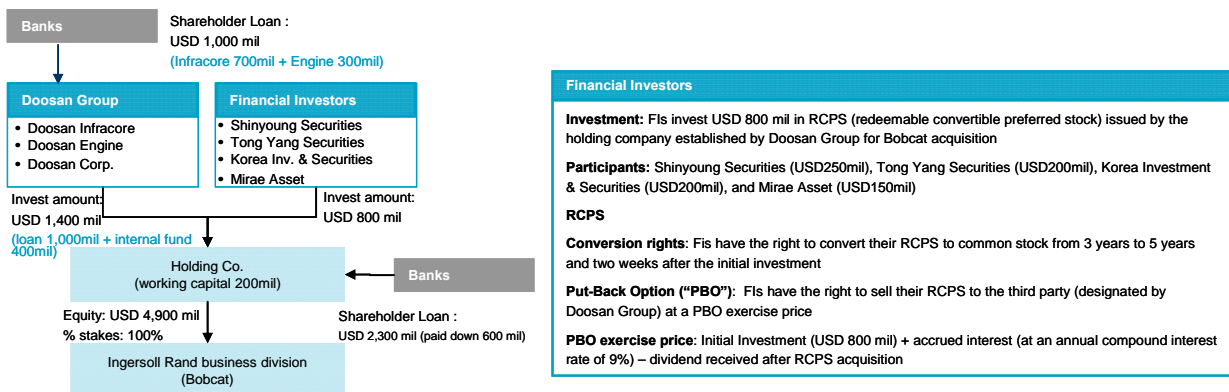 Banks
Shareholder Loan :
USD 1,000 mil
(Infracore 700mil + Engine 300mil)
Doosan Group
• Doosan Infracore
• Doosan Engine
• Doosan Corp.
Financial Investors
• Shinyoung Securities
• Tong Yang Securities
• Korea Inv. & Securities
• Mirae Asset
Invest amount:
USD 1,400 mil
(loan 1,000mil + internal fund
400mil)
Invest amount:
USD 800 mil
Holding Co.
(working capital 200mil)
Banks
Equity: USD 4,900 mil
% stakes: 100%
Shareholder Loan :
USD 2,300 mil (paid down 600 mil)
Ingersoll Rand business division
(Bobcat)
Financial Investors
Investment: FIs invest USD 800 mil in RCPS (redeemable convertible preferred stock) issued by the
holding company established by Doosan Group for Bobcat acquisition
Participants: Shinyoung Securities (USD250mil), Tong Yang Securities (USD200mil), Korea Investment
& Securities (USD200mil), and Mirae Asset (USD150mil)
RCPS
Conversion rights: Fis have the right to convert their RCPS to common stock from 3 years to 5 years
and two weeks after the initial investment
Put-Back Option (“PBO”): FIs have the right to sell their RCPS to the third party (designated by
Doosan Group) at a PBO exercise price
PBO exercise price: Initial Investment (USD 800 mil) + accrued interest (at an annual compound interest
rate of 9%) – dividend received after RCPS acquisition